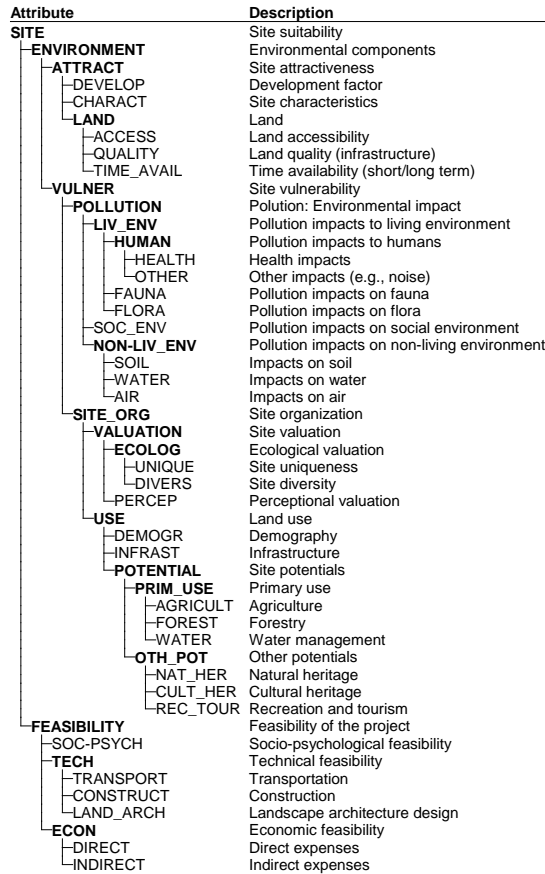 Attribute Description
SITE Site suitability
ENVIRONMENT Environmental components
ATTRACT Site attractiveness
DEVELOP Development factor
CHARACT Site characteristics
LAND Land
ACCESS Land accessibility
QUALITY Land quality (infrastructure)
TIME_AVAIL Time availability (short/long term)
VULNER Site vulnerability
POLLUTION Polution: Environmental impact
LIV_ENV Pollution impacts to living environment
HUMAN Pollution impacts to humans
HEALTH Health impacts
OTHER Other impacts (e.g., noise)
FAUNA Pollution impacts on fauna
FLORA Pollution impacts on flora
SOC_ENV Pollution impacts on social environment
NON-LIV_ENV Pollution impacts on non-living environment
SOIL Impacts on soil
WATER Impacts on water
AIR Impacts on air
SITE_ORG Site organization
VALUATION Site valuation
ECOLOG Ecological valuation
UNIQUE Site uniqueness
DIVERS Site diversity
PERCEP Perceptional valuation
USE Land use
DEMOGR Demography
INFRAST Infrastructure
POTENTIAL Site potentials
PRIM_USE Primary use
AGRICULT Agriculture
FOREST Forestry
WATER Water management
OTH_POT Other potentials
NAT_HER Natural heritage
CULT_HER Cultural heritage
REC_TOUR Recreation and tourism
FEASIBILITY Feasibility of the project
SOC-PSYCH Socio-psychological feasibility
TECH Technical feasibility
TRANSPORT Transportation
CONSTRUCT Construction
LAND_ARCH Landscape architecture design
ECON Economic feasibility
DIRECT Direct expenses
INDIRECT Indirect expenses